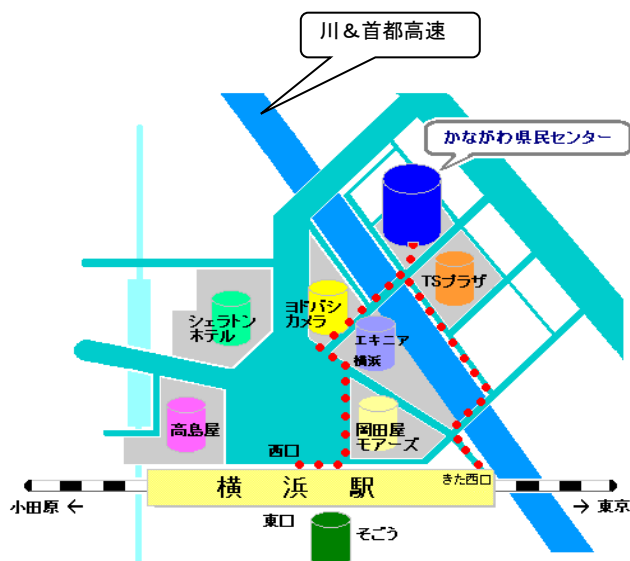 川＆首都高速
かながわ県民センター
TSプラザ
ヨドバシ
カメラ
シェラトン
ホテル
エキニア
横浜
高島屋
岡田屋
モアーズ
西口
きた西口
横浜駅
小田原 ←
→ 東京
東口
そごう